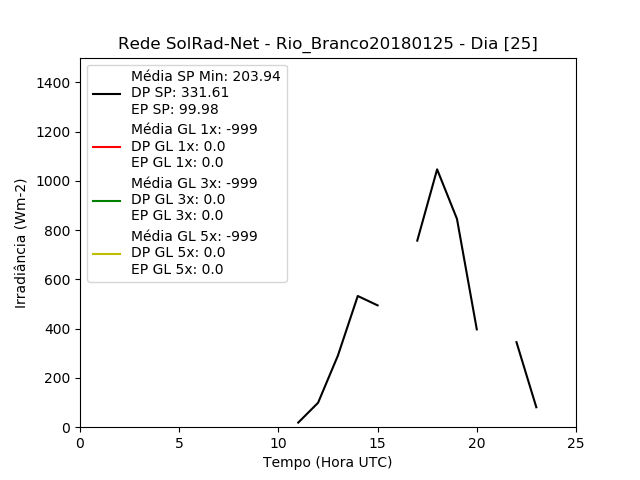 Rede SolRad-Net - Rio_Branco20180125 - Dia [25]
Média SP Min: 203.94
DP SP: 331.61
EP SP: 99.98
Média GL 1x: -999
DP GL 1x: 0.0
EP GL 1x: 0.0
Média GL 3x: -999
DP GL 3x: 0.0
EP GL 3x: 0.0
Média GL 5x: -999
DP GL 5x: 0.0
EP GL 5x: 0.0
Irradiância (Wm-2)
1400
1200
1000
800
600
400
200
0
0 5 10 15 20 25
Tempo (Hora UTC)